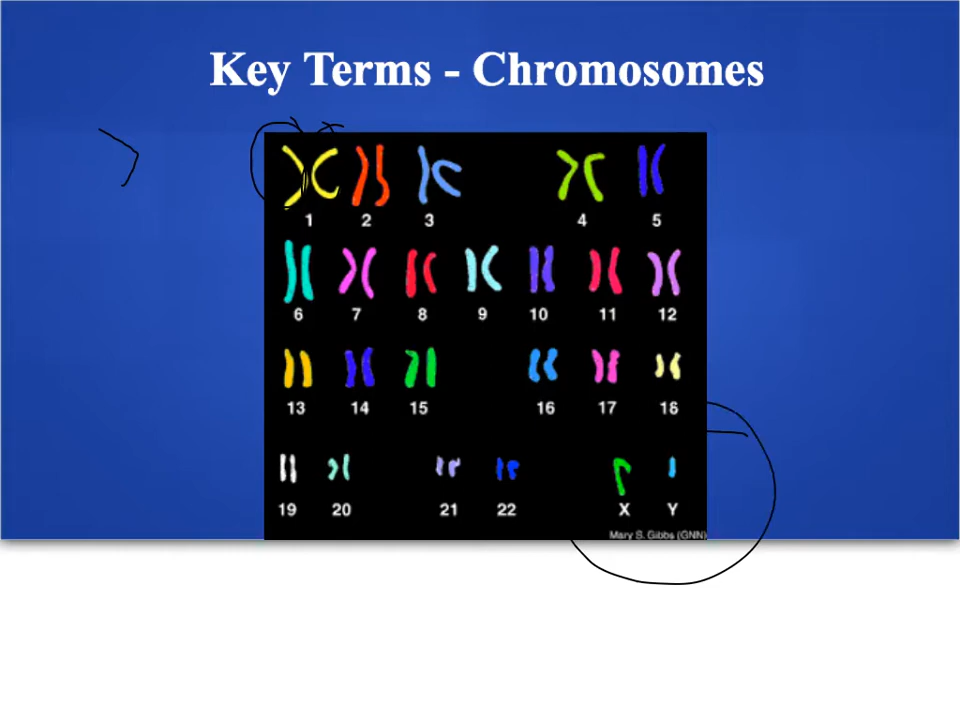 Key Terms - Chromosomes
1 2 3 4 5
6 7 8 9 10 11 12
13 14 15 16 17 18
19 20 21 22 X Y
Mary S. Gibbs (GNN)